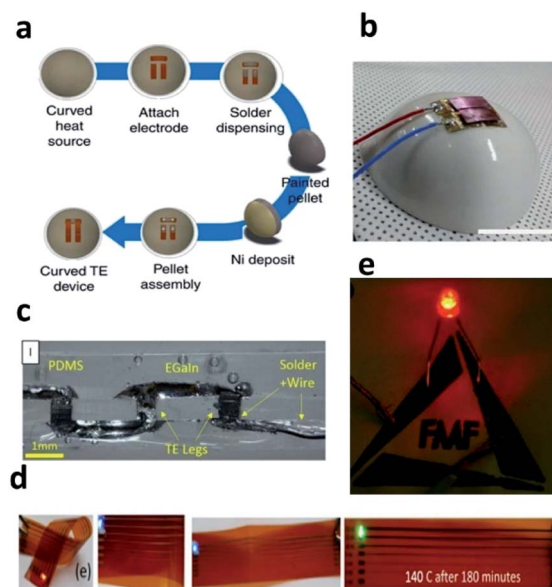 a
Curved
heat
source
Attach
electrode
Solder
dispensing
Painted
pellet
Ni deposit
Pellet
assembly
Curved TE
device
b
c
I
PDMS
EGaIn
Solder
+Wire
TE Legs
1mm
d
(e)
140 C after 180 minutes
e
FMF